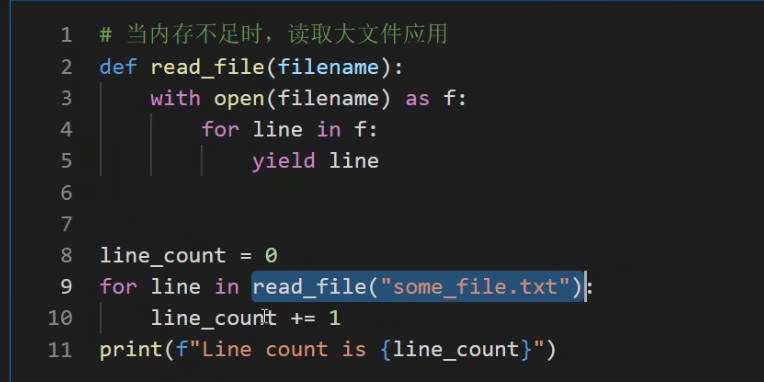 1 # 当内存不足时，读取大文件应用
2 def read_file(filename):
3     with open(filename) as f:
4         for line in f:
5             yield line
6
7
8 line_count = 0
9 for line in read_file("some_file.txt"):
10     line_count += 1
11 print(f"Line count is {line_count}")